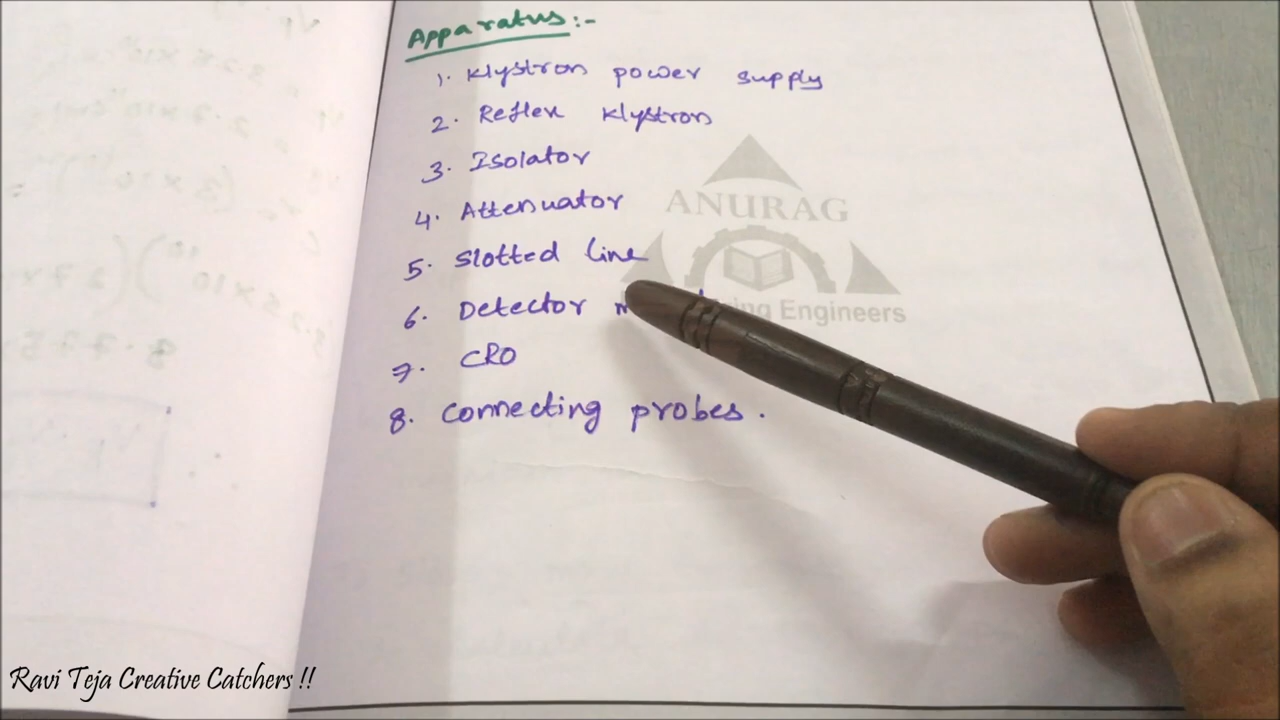 Apparatus:-
1. Klystron power supply
2. Reflex Klystron
3. Isolator
4. Attenuator
5. Slotted line
6. Detector
7. CRO
8. Connecting probes.
ANURAG
Engineers
Ravi Teja Creative Catchers !!